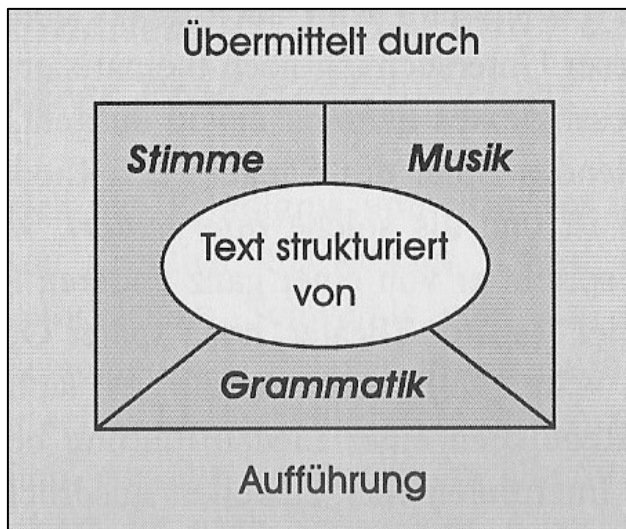 Übermittelt durch
Stimme Musik
Text strukturiert
von
Grammatik
Aufführung